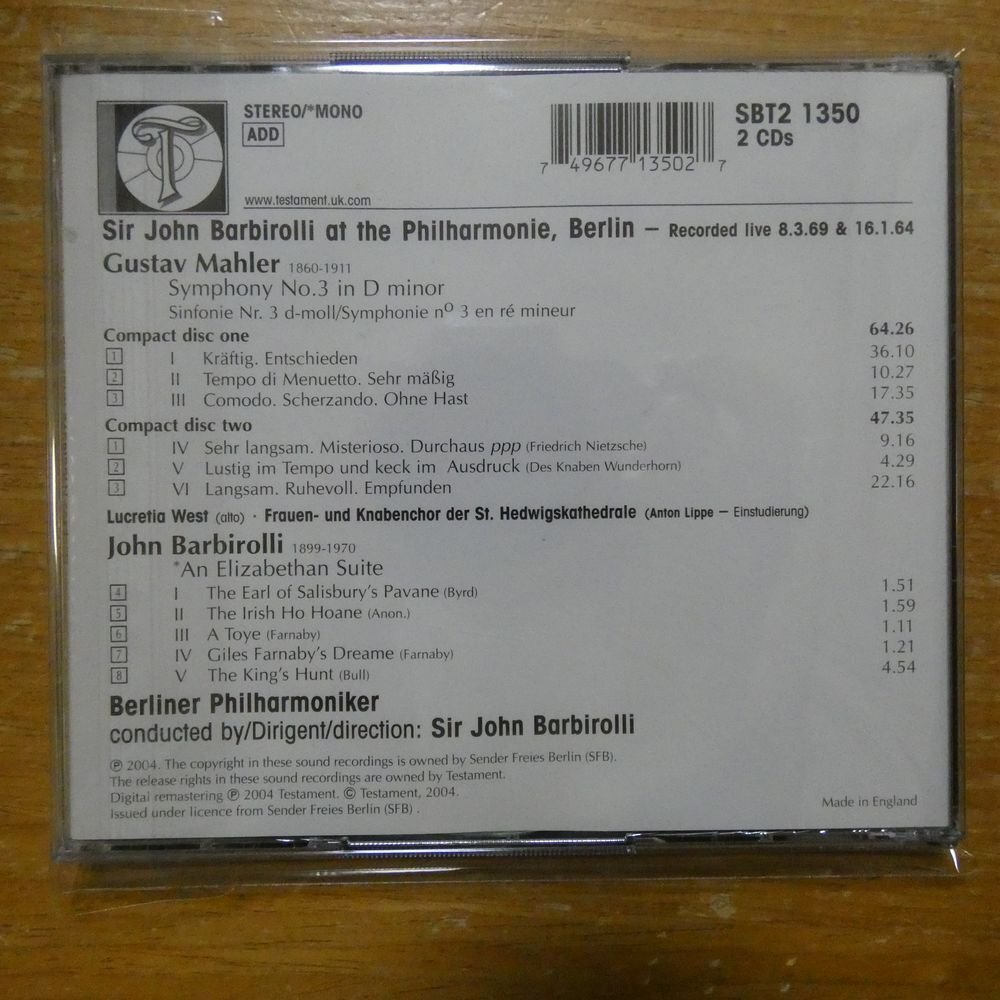 T
STEREO/*MONO
ADD
www.testament.uk.com
7 49677 13502 7
SBT2 1350
2 CDs
Sir John Barbirolli at the Philharmonie, Berlin – Recorded live 8.3.69 & 16.1.64
Gustav Mahler 1860-1911
Symphony No.3 in D minor
Sinfonie Nr. 3 d-moll/Symphonie nº 3 en ré mineur
Compact disc one 64.26
1 I Kräftig. Entschieden 36.10
2 II Tempo di Menuetto. Sehr mäßig 10.27
3 III Comodo. Scherzando. Ohne Hast 17.35
Compact disc two 47.35
1 IV Sehr langsam. Misterioso. Durchaus ppp (Friedrich Nietzsche) 9.16
2 V Lustig im Tempo und keck im Ausdruck (Des Knaben Wunderhorn) 4.29
3 VI Langsam. Ruhevoll. Empfunden 22.16
Lucretia West (alto) · Frauen- und Knabenchor der St. Hedwigskathedrale (Anton Lippe – Einstudierung)
John Barbirolli 1899-1970
*An Elizabethan Suite
4 I The Earl of Salisbury's Pavane (Byrd) 1.51
5 II The Irish Ho Hoane (Anon.) 1.59
6 III A Toye (Farnaby) 1.11
7 IV Giles Farnaby's Dreame (Farnaby) 1.21
8 V The King's Hunt (Bull) 4.54
Berliner Philharmoniker
conducted by/Dirigent/direction: Sir John Barbirolli
℗ 2004. The copyright in these sound recordings is owned by Sender Freies Berlin (SFB).
The release rights in these sound recordings are owned by Testament.
Digital remastering ℗ 2004 Testament. © Testament, 2004.
Issued under licence from Sender Freies Berlin (SFB) .
Made in England